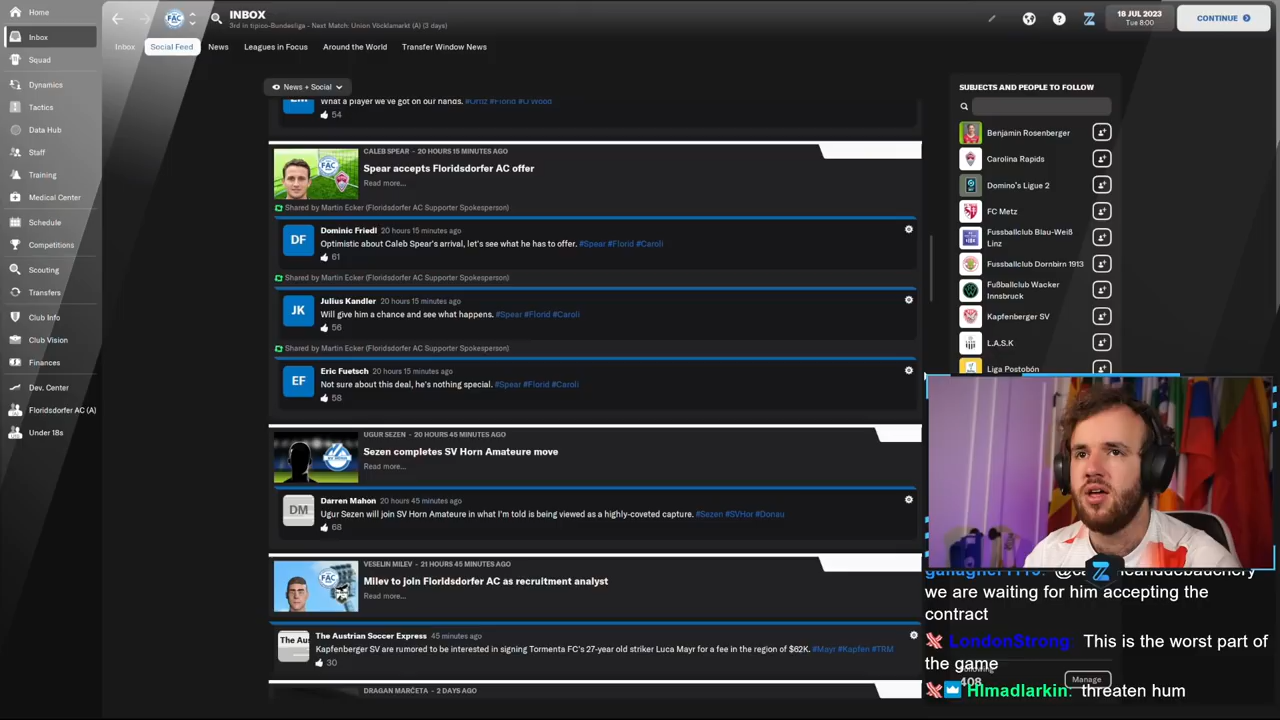 Home
Inbox
Squad
Dynamics
Tactics
Data Hub
Staff
Training
Medical Center
Schedule
Competitions
Scouting
Transfers
Club Info
Club Vision
Finances
Dev. Center
Floridsdorfer AC (A)
Under 18s
INBOX
3rd in tipico-Bundesliga - Next Match: Union Vöcklamarkt (A) (3 days)
18 JUL 2023
Tue 8:00
CONTINUE
Inbox
Social Feed
News
Leagues in Focus
Around the World
Transfer Window News
News + Social
What a player we've got on our hands. #Ortiz #Florid #O'Wood
54
CALEB SPEAR - 20 HOURS 15 MINUTES AGO
Spear accepts Floridsdorfer AC offer
Read more...
Shared by Martin Ecker (Floridsdorfer AC Supporter Spokesperson)
DF
Dominic Friedl 20 hours 15 minutes ago
Optimistic about Caleb Spear's arrival, let's see what he has to offer. #Spear #Florid #Caroli
61
Shared by Martin Ecker (Floridsdorfer AC Supporter Spokesperson)
JK
Julius Kandler 20 hours 15 minutes ago
Will give him a chance and see what happens. #Spear #Florid #Caroli
56
Shared by Martin Ecker (Floridsdorfer AC Supporter Spokesperson)
EF
Eric Fuetsch 20 hours 15 minutes ago
Not sure about this deal, he's nothing special. #Spear #Florid #Caroli
58
UGUR SEZEN - 20 HOURS 45 MINUTES AGO
Sezen completes SV Horn Amateure move
Read more...
DM
Darren Mahon 20 hours 45 minutes ago
Ugur Sezen will join SV Horn Amateure in what I'm told is being viewed as a highly-coveted capture. #Sezen #SVHor #Donau
68
VESELIN MILEV - 21 HOURS 45 MINUTES AGO
Milev to join Floridsdorfer AC as recruitment analyst
Read more...
The Au
The Austrian Soccer Express 45 minutes ago
Kapfenberger SV are rumored to be interested in signing Tormenta FC's 27-year old striker Luca Mayr for a fee in the region of $62K. #Mayr #Kapfen #TBM
30
DRAGAN MARČETA - 2 DAYS AGO
SUBJECTS AND PEOPLE TO FOLLOW
Benjamin Rosenberger
Carolina Rapids
Domino's Ligue 2
FC Metz
Fussballclub Blau-Weiß
Linz
Fussballclub Dornbirn 1913
Fußballclub Wacker
Innsbruck
Kapfenberger SV
L.A.S.K
Liga Postobón
we are waiting for him accepting the
contract
LondonStrong: This is the worst part of
the game
408
Manage
HImadlarkin: threaten hum